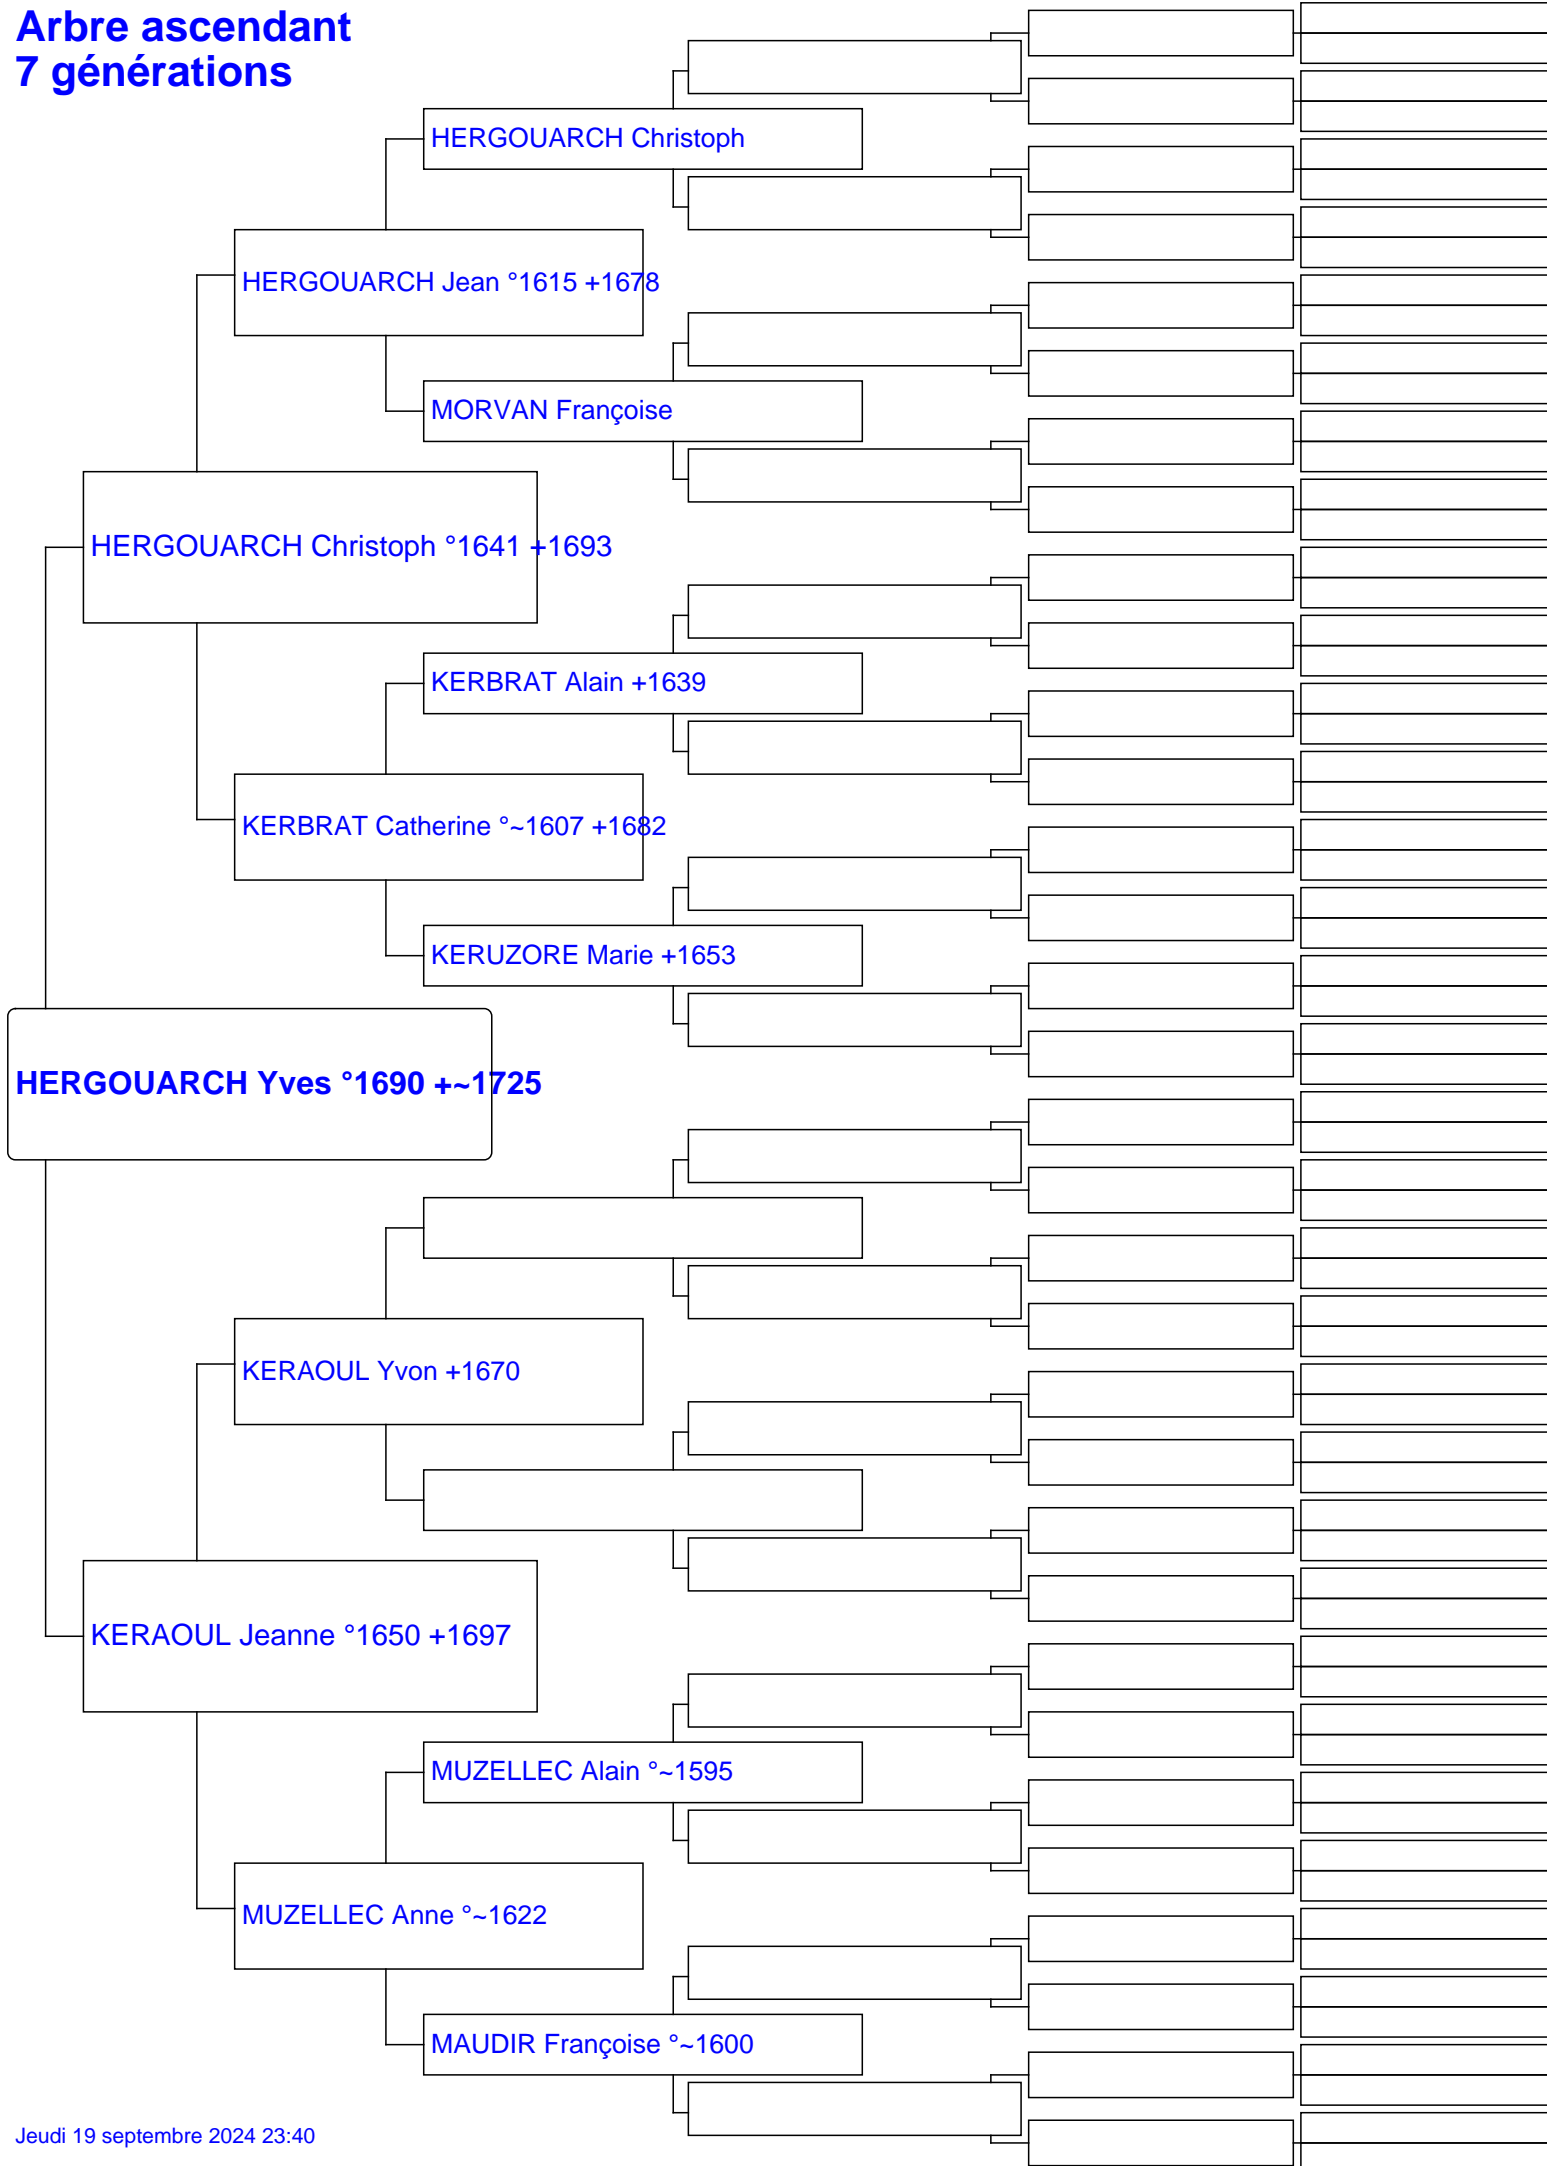 Arbre ascendant
7 générations
HERGOUARCH Christoph
HERGOUARCH Jean °1615 +1678
MORVAN Françoise
HERGOUARCH Christoph °1641 +1693
KERBRAT Alain +1639
KERBRAT Catherine °~1607 +1682
KERUZORE Marie +1653
HERGOUARCH Yves °1690 +~1725
KERAOUL Yvon +1670
KERAOUL Jeanne °1650 +1697
MUZELLEC Alain °~1595
MUZELLEC Anne °~1622
MAUDIR Françoise °~1600
Jeudi 19 septembre 2024 23:40